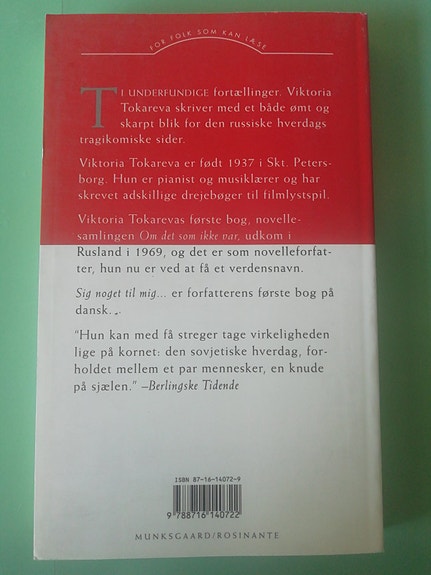 FOR FOLK SOM KAN LÆSE
TI UNDERFUNDIGE fortællinger. Viktoria
Tokareva skriver med et både ømt og
skarpt blik for den russiske hverdags
tragikomiske sider.
Viktoria Tokareva er født 1937 i Skt. Peters-
borg. Hun er pianist og musiklærer og har
skrevet adskillige drejebøger til filmlystspil.
Viktoria Tokarevas første bog, novelle-
samlingen Om det som ikke var, udkom i
Rusland i 1969, og det er som novelleforfat-
ter, hun nu er ved at få et verdensnavn.
Sig noget til mig... er forfatterens første bog på
dansk.
"Hun kan med få streger tage virkeligheden
lige på kornet: den sovjetiske hverdag, for-
holdet mellem et par mennesker, en knude
på sjælen." –Berlingske Tidende
ISBN 87-16-14072-9
9 788716 140722
MUNKSGAARD/ROSINANTE